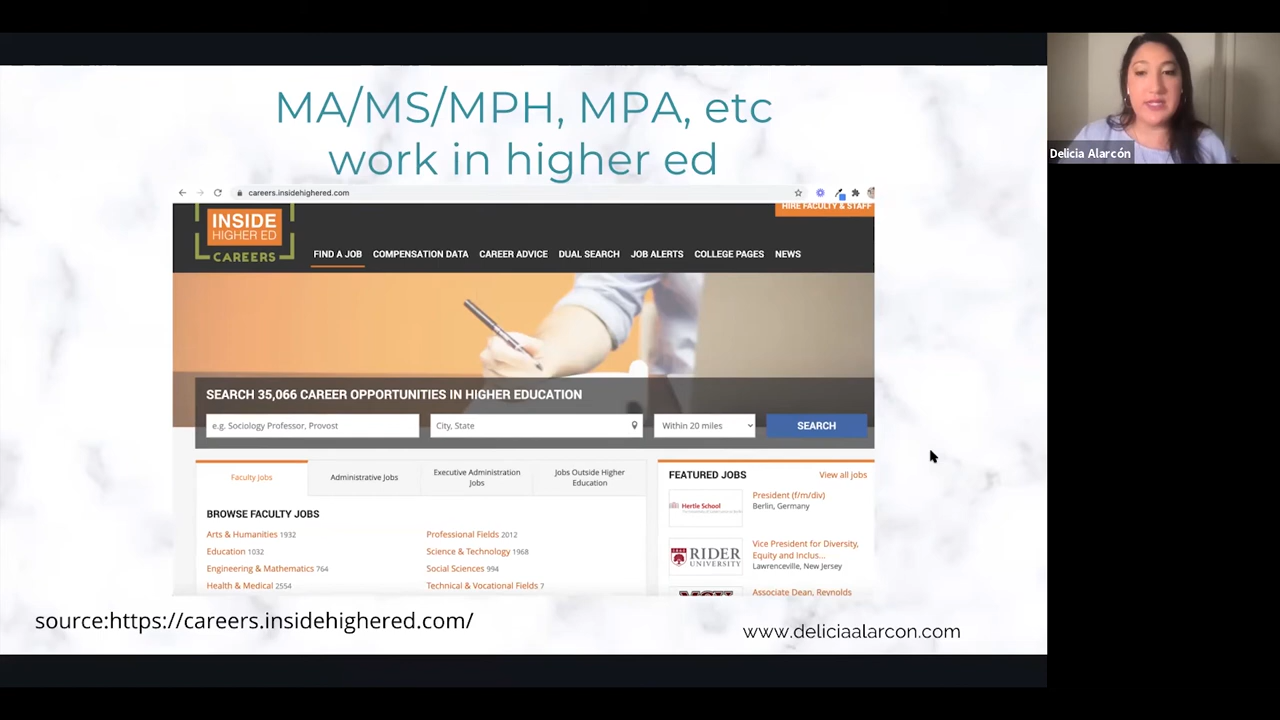 MA/MS/MPH, MPA, etc
work in higher ed
Delicia Alarcón
careers.insidehighered.com
HIRE FACULTY & STAFF
INSIDE
HIGHER ED
CAREERS
FIND A JOB COMPENSATION DATA CAREER ADVICE DUAL SEARCH JOB ALERTS COLLEGE PAGES NEWS
SEARCH 35,066 CAREER OPPORTUNITIES IN HIGHER EDUCATION
e.g. Sociology Professor, Provost City, State Within 20 miles SEARCH
Faculty Jobs Administrative Jobs Executive Administration Jobs Jobs Outside Higher Education
BROWSE FACULTY JOBS
Arts & Humanities 1932 Professional Fields 2012
Education 1032 Science & Technology 1968
Engineering & Mathematics 764 Social Sciences 994
Health & Medical 2554 Technical & Vocational Fields 7
FEATURED JOBS View all jobs
Hertie School
President (f/m/div)
Berlin, Germany
RIDER
UNIVERSITY
Vice President for Diversity,
Equity and Inclus...
Lawrenceville, New Jersey
Associate Dean, Reynolds
source:https://careers.insidehighered.com/
www.deliciaalarcon.com